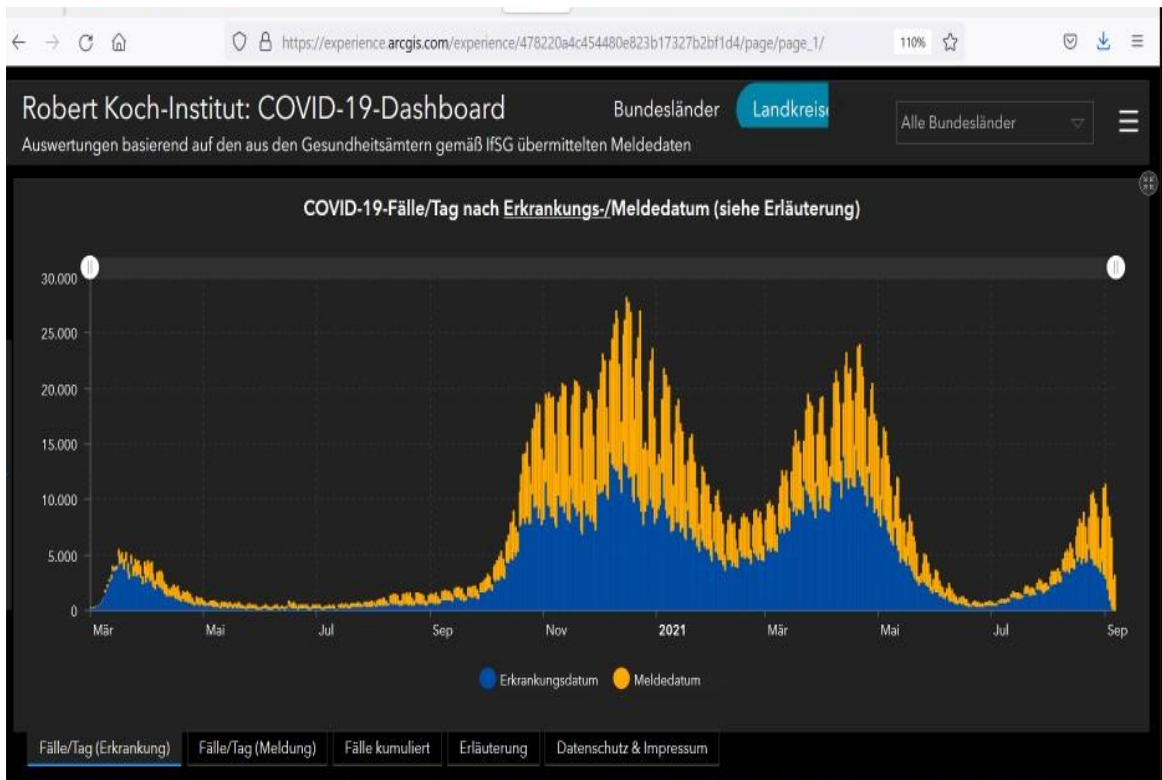 https://experience.arcgis.com/experience/478220a4c454480e823b17327b2bf1d4/page/page_1/ 110%
Robert Koch-Institut: COVID-19-Dashboard Bundesländer Landkreise Alle Bundesländer
Auswertungen basierend auf den aus den Gesundheitsämtern gemäß IfSG übermittelten Meldedaten
COVID-19-Fälle/Tag nach Erkrankungs-/Meldedatum (siehe Erläuterung)
30.000
25.000
20.000
15.000
10.000
5.000
0
Mär Mai Jul Sep Nov 2021 Mär Mai Jul Sep
Erkrankungsdatum Meldedatum
Fälle/Tag (Erkrankung) Fälle/Tag (Meldung) Fälle kumuliert Erläuterung Datenschutz & Impressum